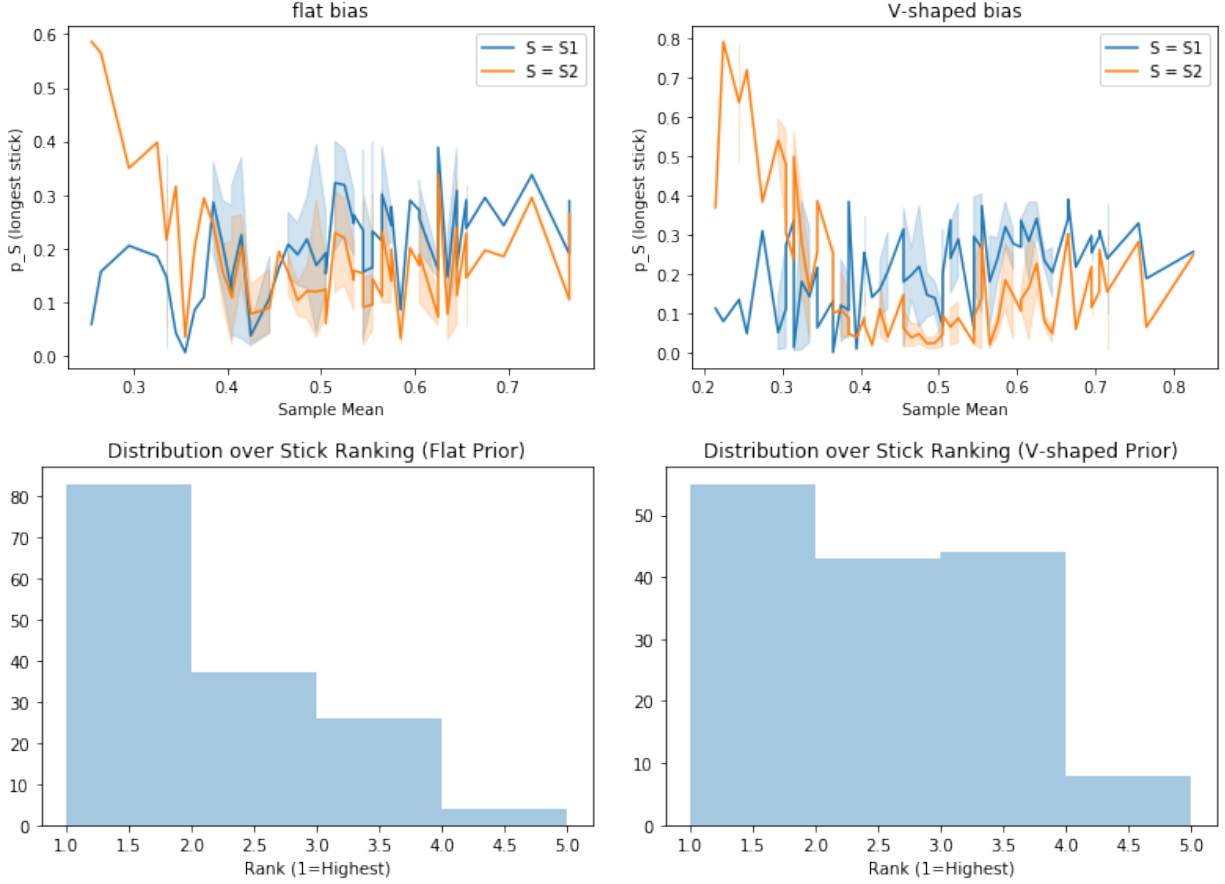 flat bias
V-shaped bias
0.6
0.5
0.4
0.3
0.2
0.1
0.0
p_S (longest stick)
S = S1
S = S2
0.3 0.4 0.5 0.6 0.7
Sample Mean
0.8
0.7
0.6
0.5
0.4
0.3
0.2
0.1
0.0
p_S (longest stick)
S = S1
S = S2
0.2 0.3 0.4 0.5 0.6 0.7 0.8
Sample Mean
Distribution over Stick Ranking (Flat Prior)
80
70
60
50
40
30
20
10
0
1.0 1.5 2.0 2.5 3.0 3.5 4.0 4.5 5.0
Rank (1=Highest)
Distribution over Stick Ranking (V-shaped Prior)
50
40
30
20
10
0
1.0 1.5 2.0 2.5 3.0 3.5 4.0 4.5 5.0
Rank (1=Highest)